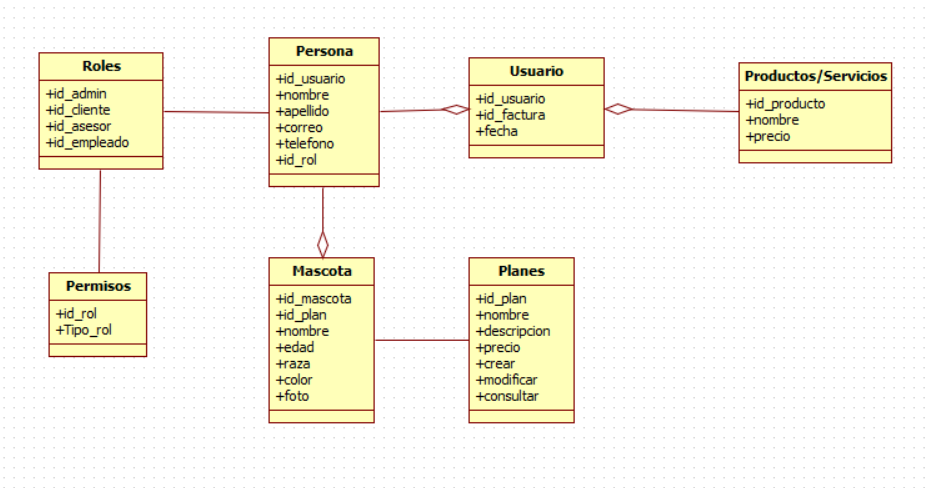 Roles
+id_admin
+id_cliente
+id_asesor
+id_empleado
Persona
+id_usuario
+nombre
+apellido
+correo
+telefono
+id_rol
Usuario
+id_usuario
+id_factura
+fecha
Productos/Servicios
+id_producto
+nombre
+precio
Permisos
+id_rol
+Tipo_rol
Mascota
+id_mascota
+id_plan
+nombre
+edad
+raza
+color
+foto
Planes
+id_plan
+nombre
+descripcion
+precio
+crear
+modificar
+consultar